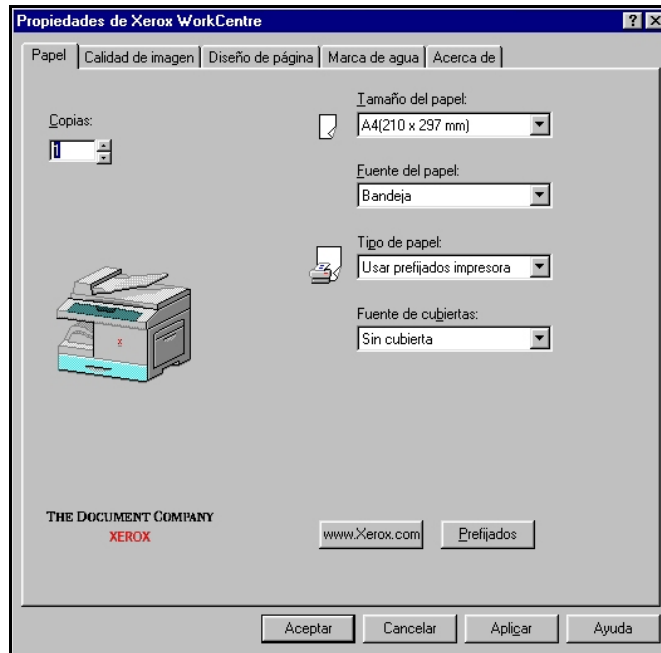 Propiedades de Xerox WorkCentre
Papel Calidad de imagen Diseño de página Marca de agua Acerca de
Copias:
1
Tamaño del papel:
A4(210 x 297 mm)
Fuente del papel:
Bandeja
Tipo de papel:
Usar prefijados impresora
Fuente de cubiertas:
Sin cubierta
X
THE DOCUMENT COMPANY
XEROX
www.Xerox.com Prefijados
Aceptar Cancelar Aplicar Ayuda